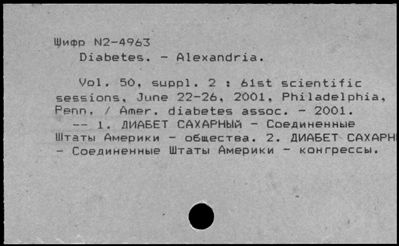 Шифр N2-4963
Diabetes. - Alexandria.
Vol. 50, suppl. 2 : 61st scientific
sessions, June 22-26, 2001, Philadelphia,
Penn. / Amer. diabetes assoc. - 2001.
-- 1. ДИАБЕТ САХАРНЫЙ - Соединенные
Штаты Америки - общества. 2. ДИАБЕТ САХАРН
- Соединенные Штаты Америки - конгрессы.